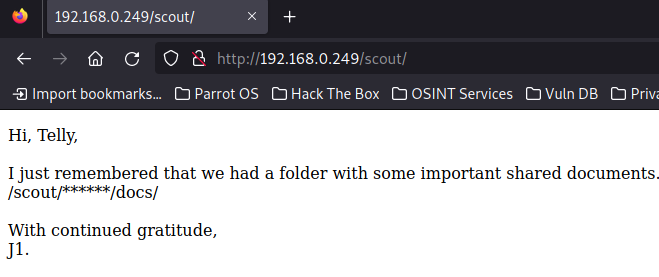 192.168.0.249/scout/
http://192.168.0.249/scout/
Import bookmarks... Parrot OS Hack The Box OSINT Services Vuln DB
Hi, Telly,
I just remembered that we had a folder with some important shared documents.
/scout/******/docs/
With continued gratitude,
J1.